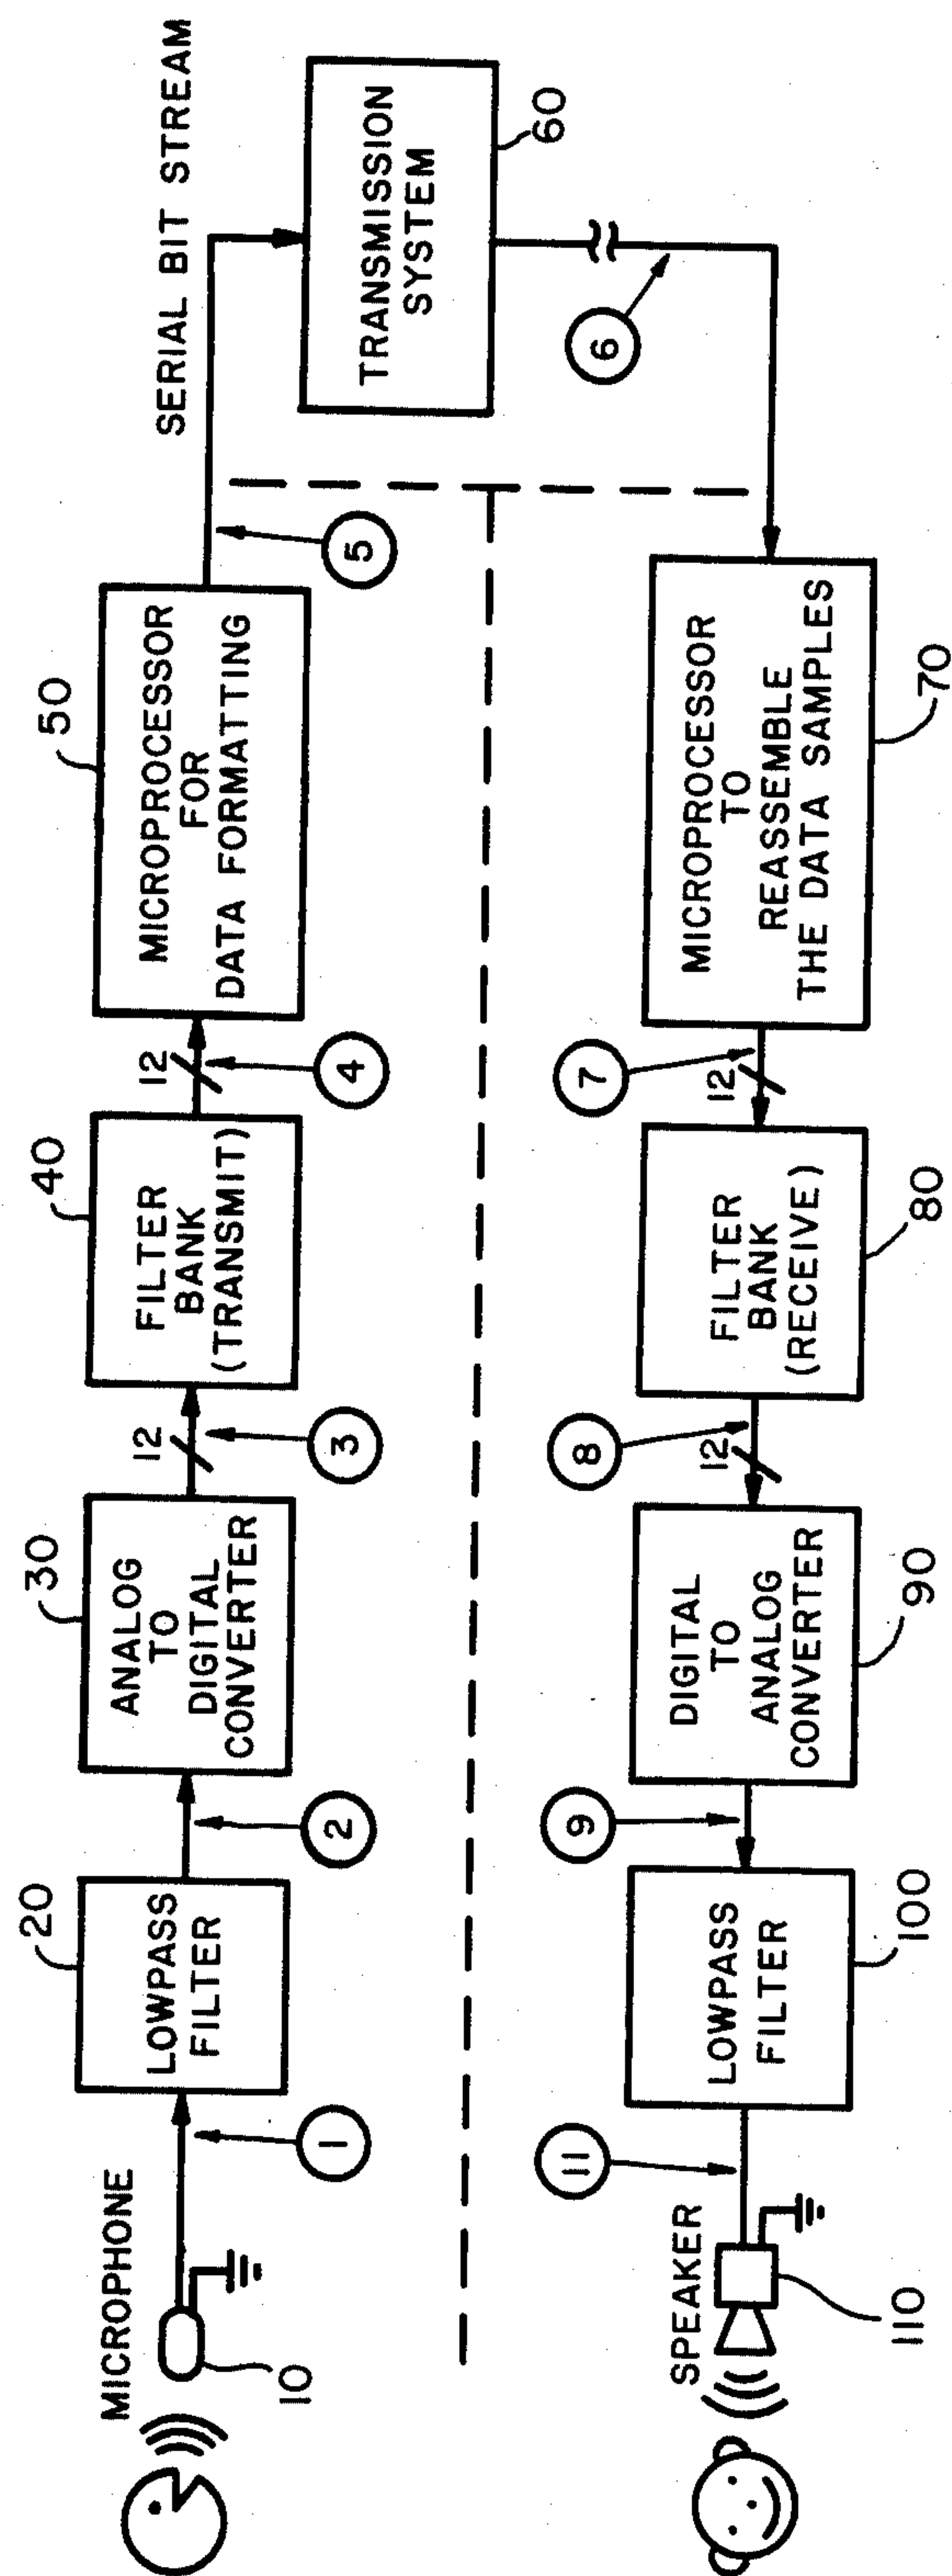 MICROPHONE
10
1
20
LOWPASS
FILTER
2
30
ANALOG
TO
DIGITAL
CONVERTER
12
3
40
FILTER
BANK
(TRANSMIT)
12
4
50
MICROPROCESSOR
FOR
DATA FORMATTING
5
SERIAL BIT STREAM
TRANSMISSION
SYSTEM
60
6
MICROPROCESSOR
TO
REASSEMBLE
THE DATA SAMPLES
70
7
12
FILTER
BANK
(RECEIVE)
80
8
12
DIGITAL
TO
ANALOG
CONVERTER
90
9
LOWPASS
FILTER
100
11
SPEAKER
110